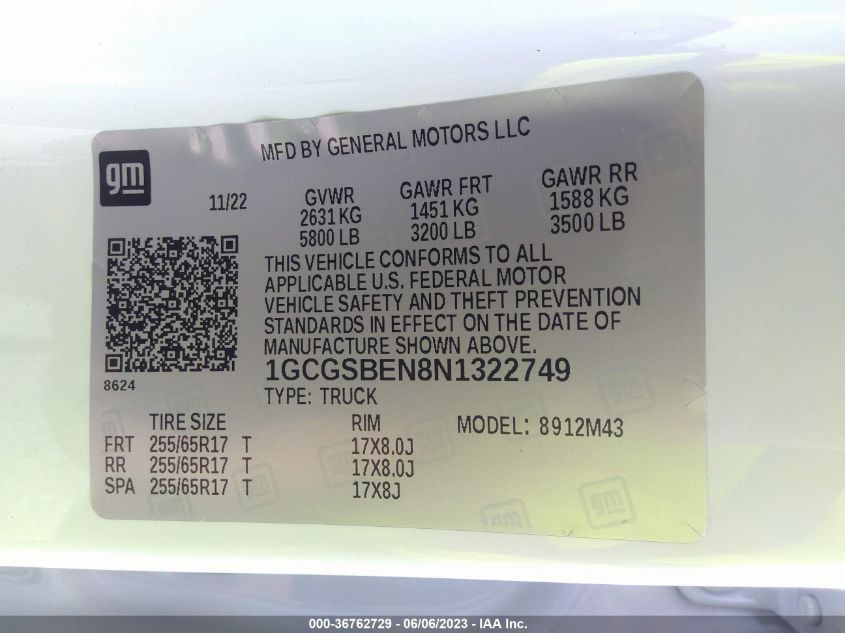 MFD BY GENERAL MOTORS LLC
gm
11/22
GVWR GAWR FRT GAWR RR
2631 KG 1451 KG 1588 KG
5800 LB 3200 LB 3500 LB
THIS VEHICLE CONFORMS TO ALL
APPLICABLE U.S. FEDERAL MOTOR
VEHICLE SAFETY AND THEFT PREVENTION
STANDARDS IN EFFECT ON THE DATE OF
MANUFACTURE SHOWN ABOVE.
8624
1GCGSBEN8N1322749
TYPE: TRUCK
TIRE SIZE RIM MODEL: 8912M43
FRT 255/65R17 T 17X8.0J
RR 255/65R17 T 17X8.0J
SPA 255/65R17 T 17X8J
gm
gm
000-36762729 - 06/06/2023 - IAA Inc.